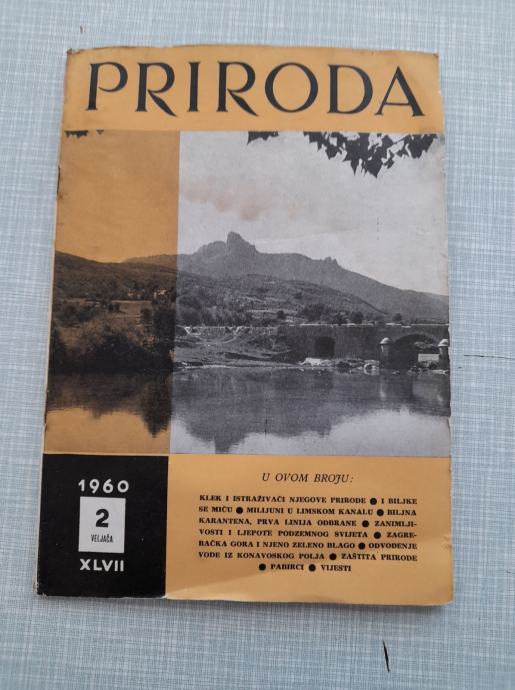 PRIRODA
U OVOM BROJU:
KLEK I ISTRAŽIVAČI NJEGOVE PRIRODE ● I BILJKE
SE MIČU ● MILIJUNI U LIMSKOM KANALU ● BILJNA
KARANTENA, PRVA LINIJA ODBRANE ● ZANIMLJI-
VOSTI I LJEPOTE PODZEMNOG SVIJETA ● ZAGRE-
BAČKA GORA I NJENO ZELENO BLAGO ● ODVOĐENJE
VODE IZ KONAVOSKOG POLJA ● ZAŠTITA PRIRODE
● PABIRCI ● VIJESTI
1960
2
VELJAČA
XLVII